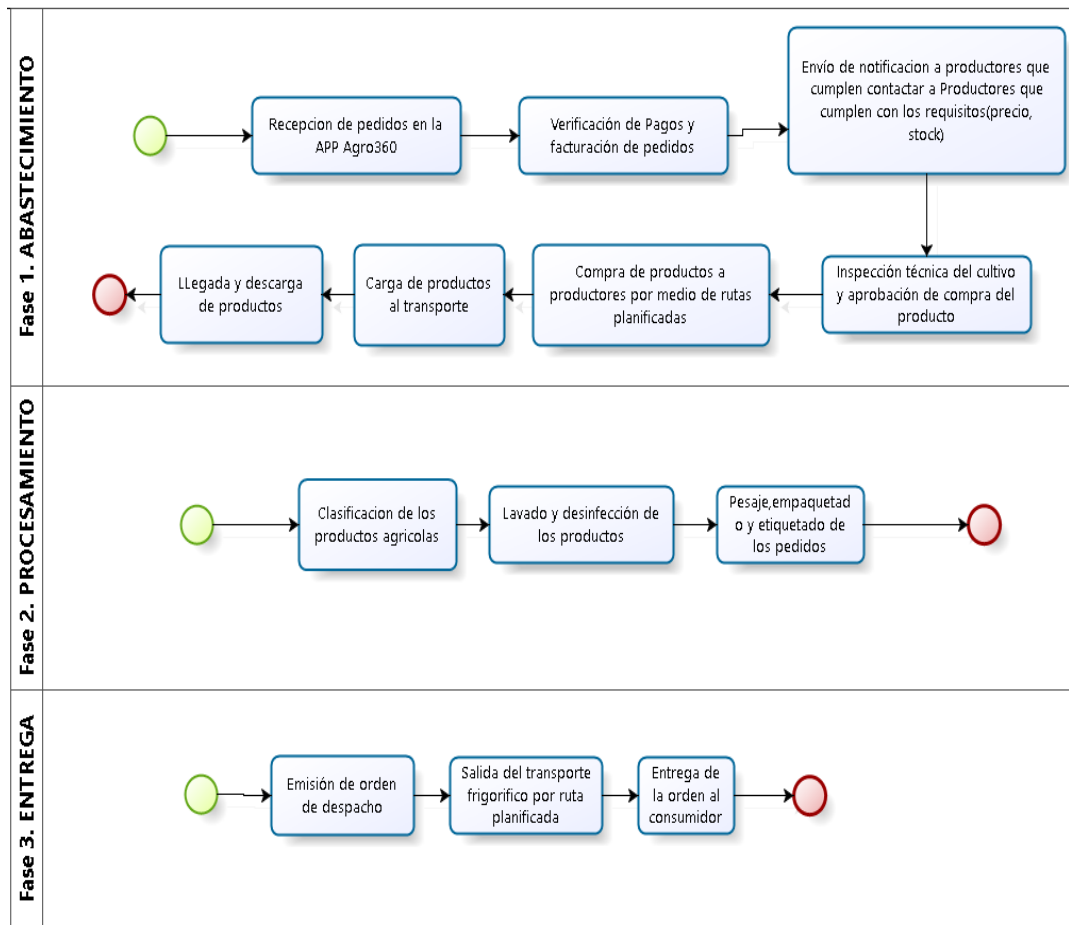 Fase 1. ABASTECIMIENTO
Recepcion de pedidos en la
APP Agro360
Verificación de Pagos y
facturación de pedidos
Envío de notificacion a productores que
cumplen contactar a Productores que
cumplen con los requisitos(precio,
stock)
Inspección técnica del cultivo
y aprobación de compra del
producto
Compra de productos a
productores por medio de rutas
planificadas
Carga de productos
al transporte
LLegada y descarga
de productos
Fase 2. PROCESAMIENTO
Clasificacion de los
productos agricolas
Lavado y desinfección de
los productos
Pesaje,empaquetad
o y etiquetado de
los pedidos
Fase 3. ENTREGA
Emisión de orden
de despacho
Salida del transporte
frigorifico por ruta
planificada
Entrega de
la orden al
consumidor